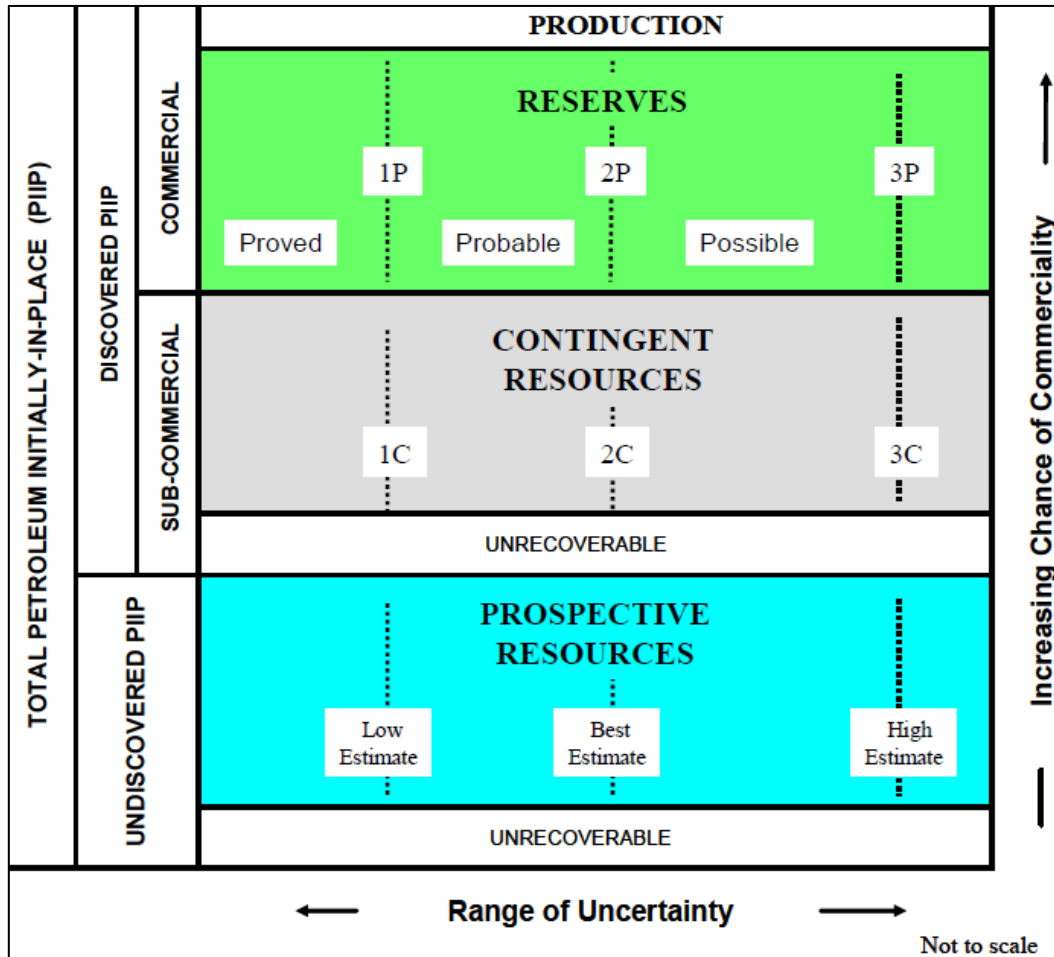 TOTAL PETROLEUM INITIALLY-IN-PLACE (PIIP)
DISCOVERED PIIP
UNDISCOVERED PIIP
COMMERCIAL
SUB-COMMERCIAL
PRODUCTION
RESERVES
1P
2P
3P
Proved
Probable
Possible
CONTINGENT
RESOURCES
1C
2C
3C
UNRECOVERABLE
PROSPECTIVE
RESOURCES
Low
Estimate
Best
Estimate
High
Estimate
UNRECOVERABLE
Increasing Chance of Commerciality
Range of Uncertainty
Not to scale